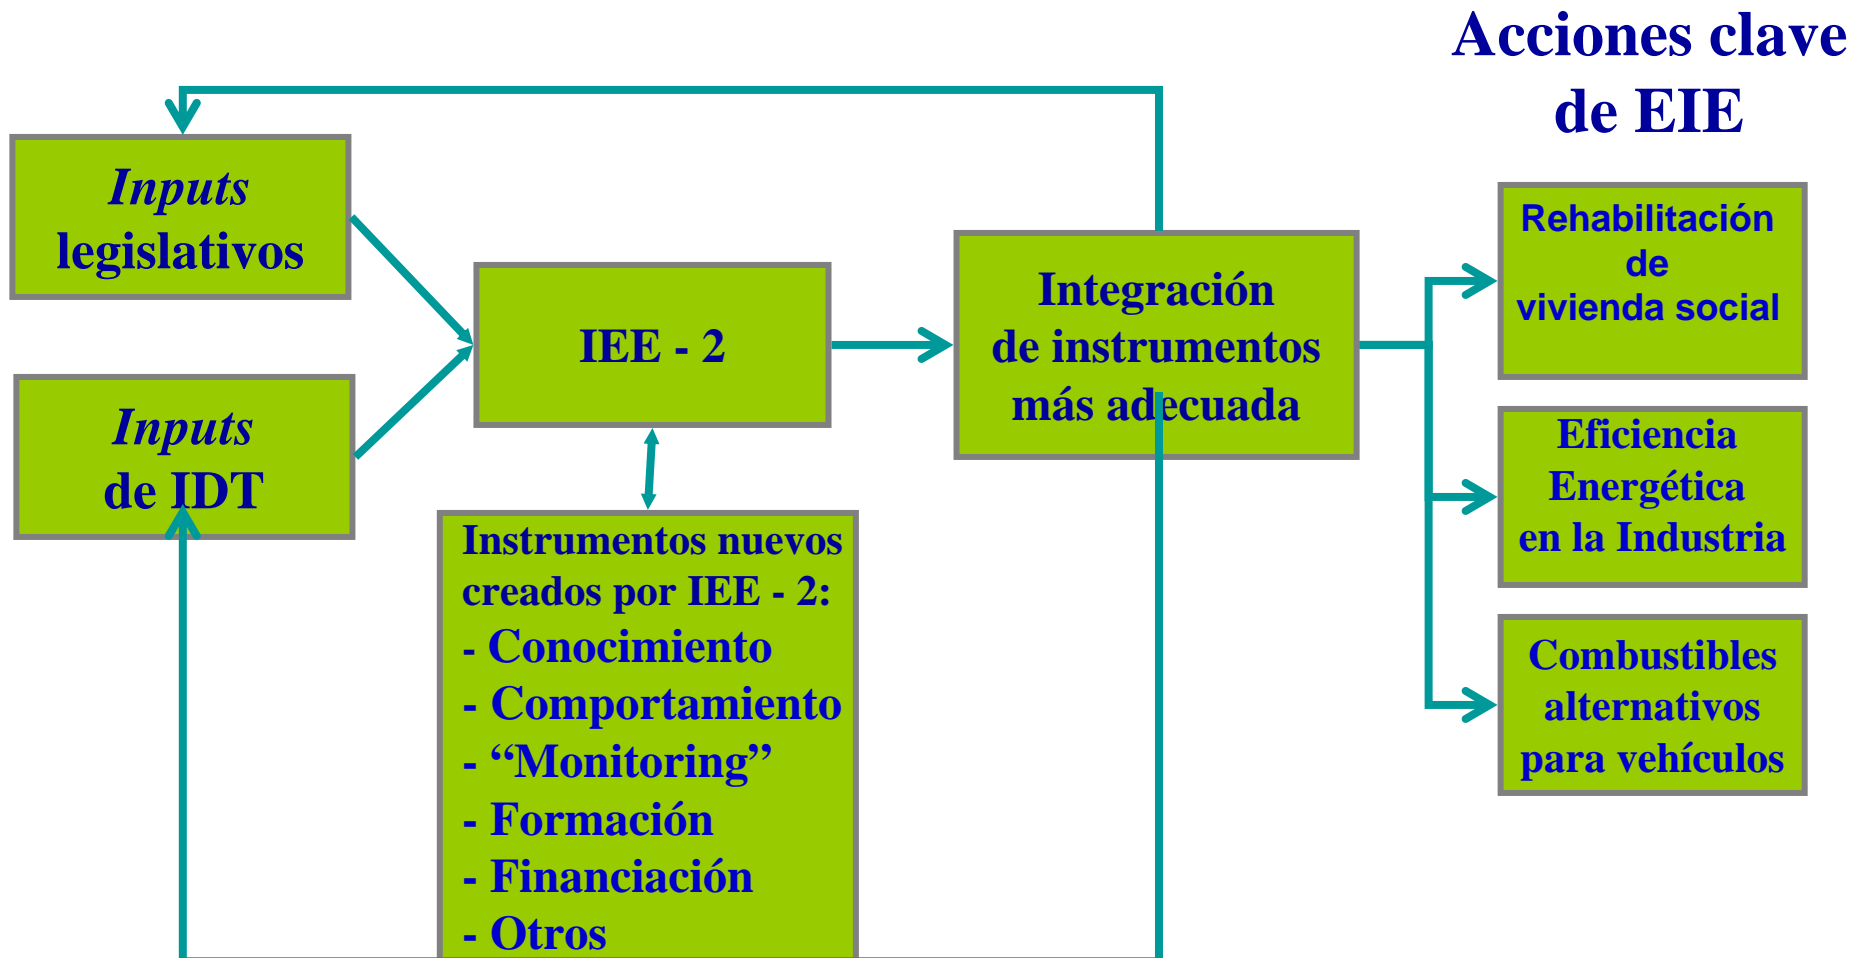 Acciones clave
de EIE
Inputs
legislativos
Inputs
de IDT
IEE - 2
Instrumentos nuevos
creados por IEE - 2:
- Conocimiento
- Comportamiento
- “Monitoring”
- Formación
- Financiación
- Otros
Integración
de instrumentos
más adecuada
Rehabilitación
de
vivienda social
Eficiencia
Energética
en la Industria
Combustibles
alternativos
para vehículos